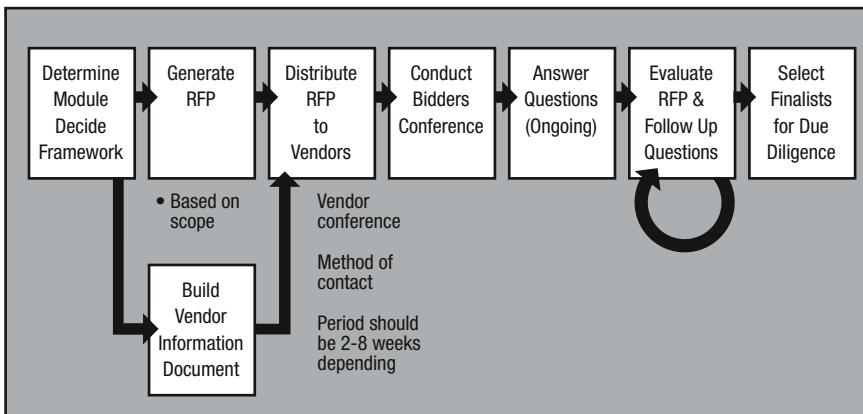 Determine
Module
Decide
Framework
Generate
RFP
Distribute
RFP
to
Vendors
Conduct
Bidders
Conference
Answer
Questions
(Ongoing)
Evaluate
RFP &
Follow Up
Questions
Select
Finalists
for Due
Diligence
• Based on
scope
Vendor
conference
Method of
contact
Period should
be 2-8 weeks
depending
Build
Vendor
Information
Document